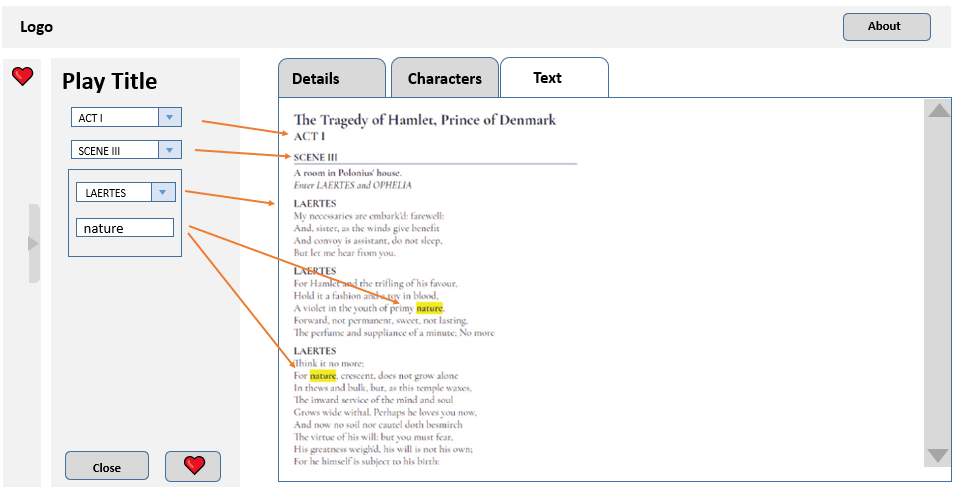 Logo
About
Play Title
Details
Characters
Text
ACT I
SCENE III
LAERTES
nature
Close
The Tragedy of Hamlet, Prince of Denmark
ACT I
SCENE III
A room in Polonius' house.
Enter LAERTES and OPHELIA
LAERTES
My necessaries are embark'd: farewell:
And, sister, as the winds give benefit
And convoy is assistant, do not sleep,
But let me hear from you.
LAERTES
For Hamlet and the trifling of his favour,
Hold it a fashion and a toy in blood,
A violet in the youth of primy nature,
Forward, not permanent, sweet, not lasting,
The perfume and suppliance of a minute; No more
LAERTES
Think it no more;
For nature, crescent, does not grow alone
In thews and bulk, but, as this temple waxes,
The inward service of the mind and soul
Grows wide withal. Perhaps he loves you now,
And now no soil nor cautel doth besmirch
The virtue of his will: but you must fear,
His greatness weigh'd, his will is not his own;
For he himself is subject to his birth: